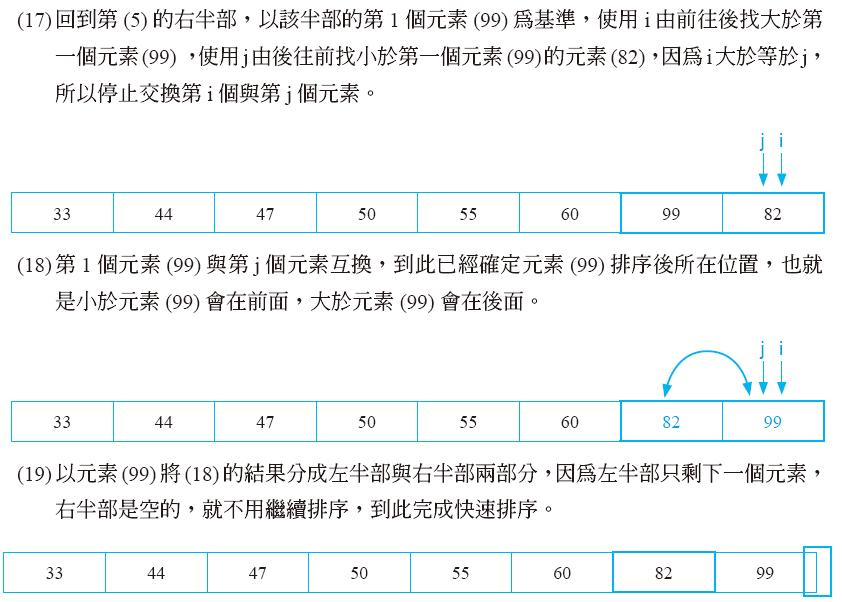 (17)回到第(5)的右半部，以該半部的第1個元素(99)爲基準，使用i由前往後找大於第
一個元素(99)，使用j由後往前找小於第一個元素(99)的元素(82)，因爲i大於等於j，
所以停止交換第i個與第j個元素。
j i
33 44 47 50 55 60 99 82
(18)第1個元素(99)與第j個元素互換，到此已經確定元素(99)排序後所在位置，也就
是小於元素(99)會在前面，大於元素(99)會在後面。
j i
33 44 47 50 55 60 82 99
(19)以元素(99)將(18)的結果分成左半部與右半部兩部分，因爲左半部只剩下一個元素，
右半部是空的，就不用繼續排序，到此完成快速排序。
33 44 47 50 55 60 82 99